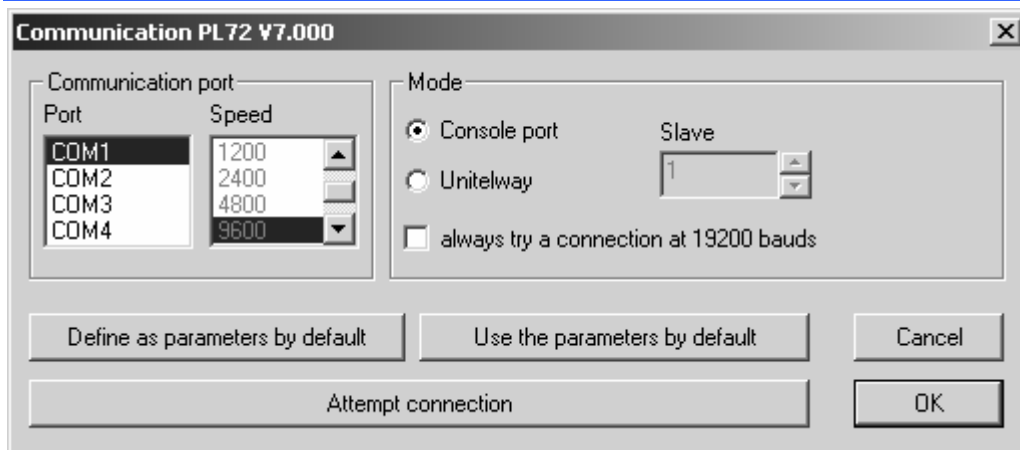 Communication PL72 V7.000
Communication port
Port Speed
COM1
COM2
COM3
COM4
1200
2400
4800
9600
Mode
Console port
Unitelway
Slave
1
always try a connection at 19200 bauds
Define as parameters by default
Use the parameters by default
Cancel
Attempt connection
OK